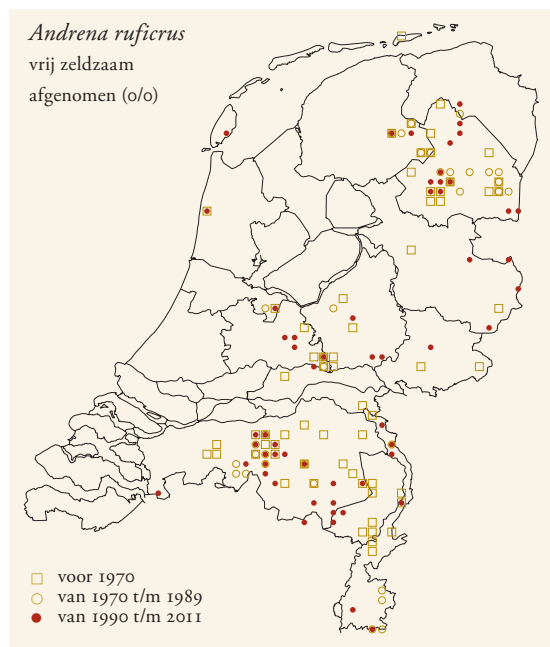 Andrena ruficrus
vrij zeldzaam
afgenomen (0/0)
voor 1970
van 1970 t/m 1989
van 1990 t/m 2011